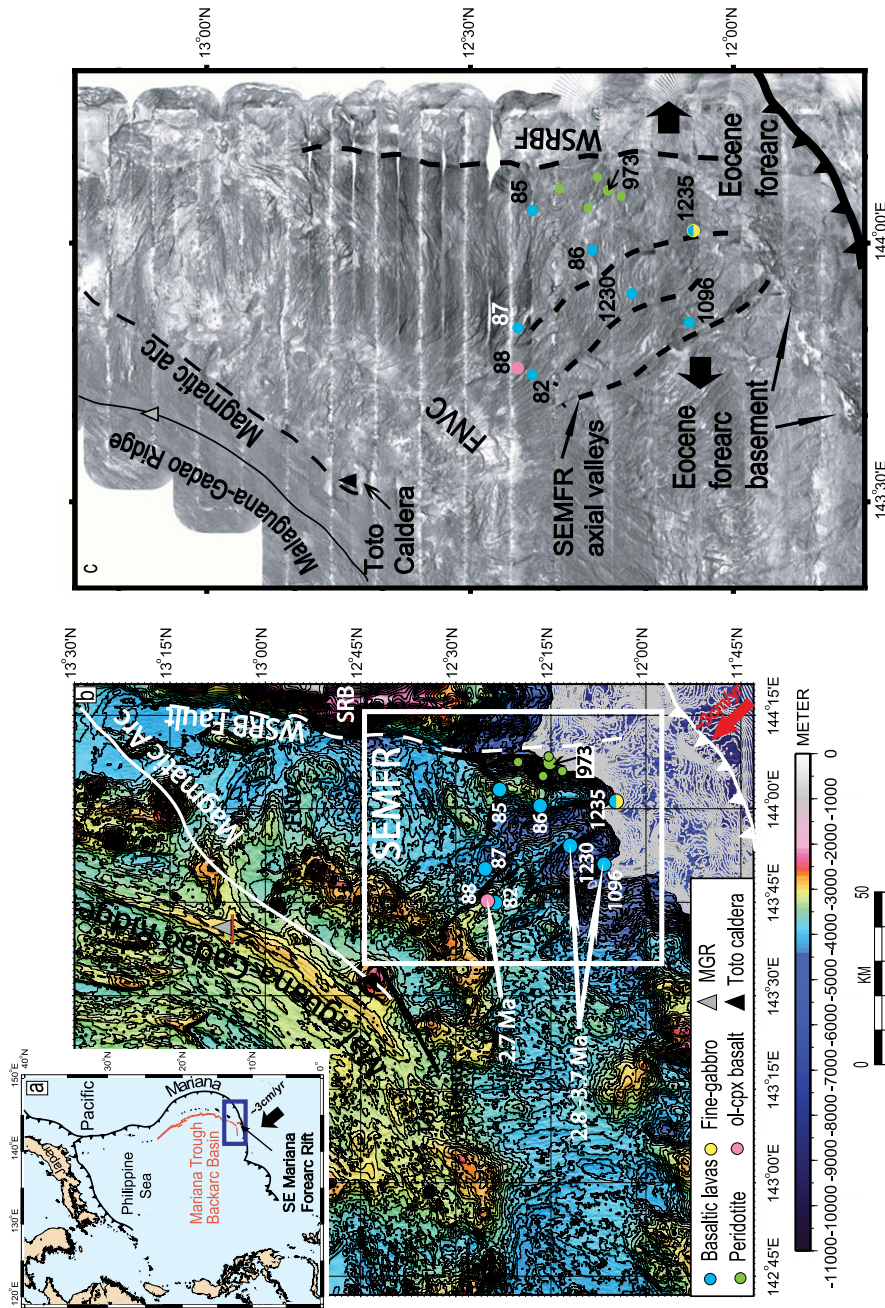 a
120°E
130°E
140°E
150°E
40°N
30°N
20°N
10°N
0°
Japan
Pacific
Philippine
Sea
Mariana
Mariana Trough
Backarc Basin
~3cm/yr
SE Mariana
Forearc Rift
b
13°30'N
13°15'N
13°00'N
12°45'N
12°30'N
12°15'N
12°00'N
11°45'N
142°45'E
143°00'E
143°15'E
143°30'E
143°45'E
144°00'E
144°15'E
Magmatic Arc
WSRB Fault
SRB
SEMFR
2.7 Ma
2.8 -3.7 Ma
88
82
87
85
86
973
1230
1096
1235
Basaltic lavas
Fine-gabbro
MGR
Peridotite
ol-cpx basalt
Toto caldera
-11000
-10000
-9000
-8000
-7000
-6000
-5000
-4000
-3000
-2000
-1000
0
METER
0
KM
50
c
13°00'N
12°30'N
12°00'N
143°30'E
144°00'E
Malaguana-Gadao Ridge
Magmatic arc
Toto
Caldera
FNVC
WSRBF
88
87
82
85
86
973
1230
1096
1235
SEMFR
axial valleys
Eocene
forearc
basement
Eocene
forearc